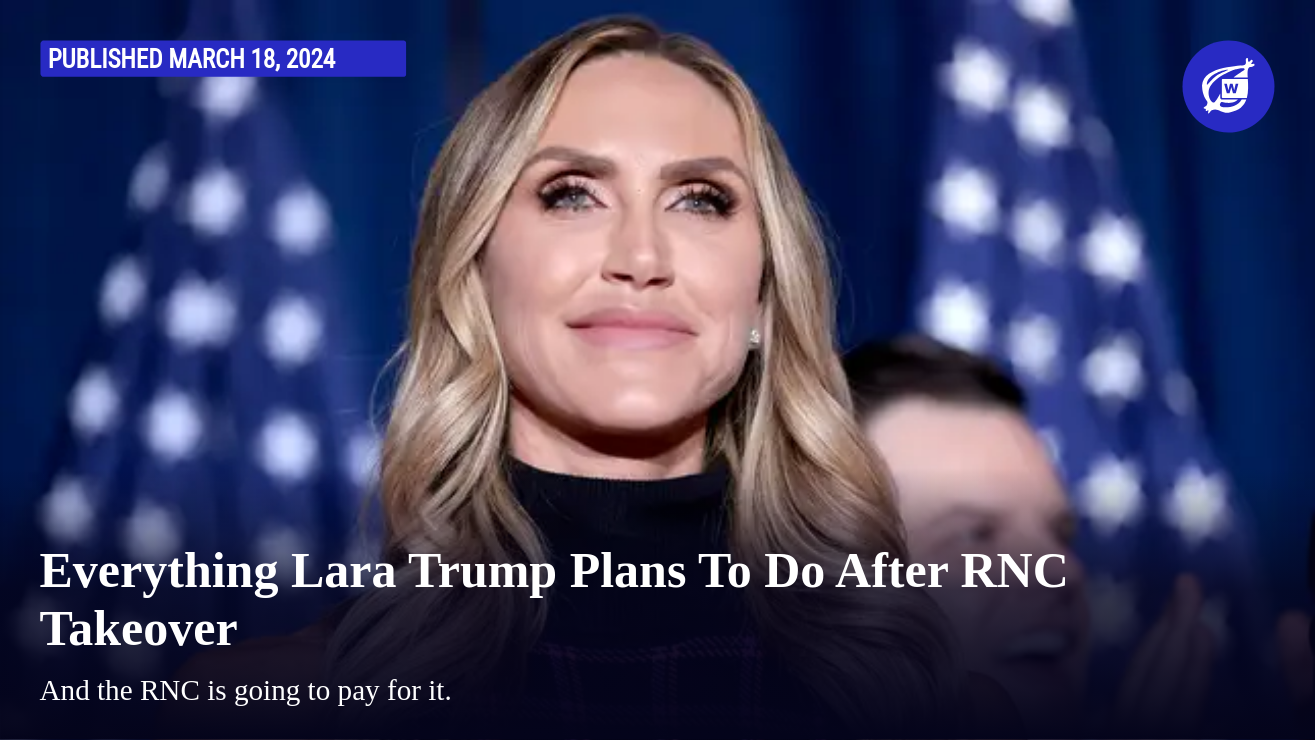 PUBLISHED MARCH 18, 2024
W
Everything Lara Trump Plans To Do After RNC
Takeover
And the RNC is going to pay for it.